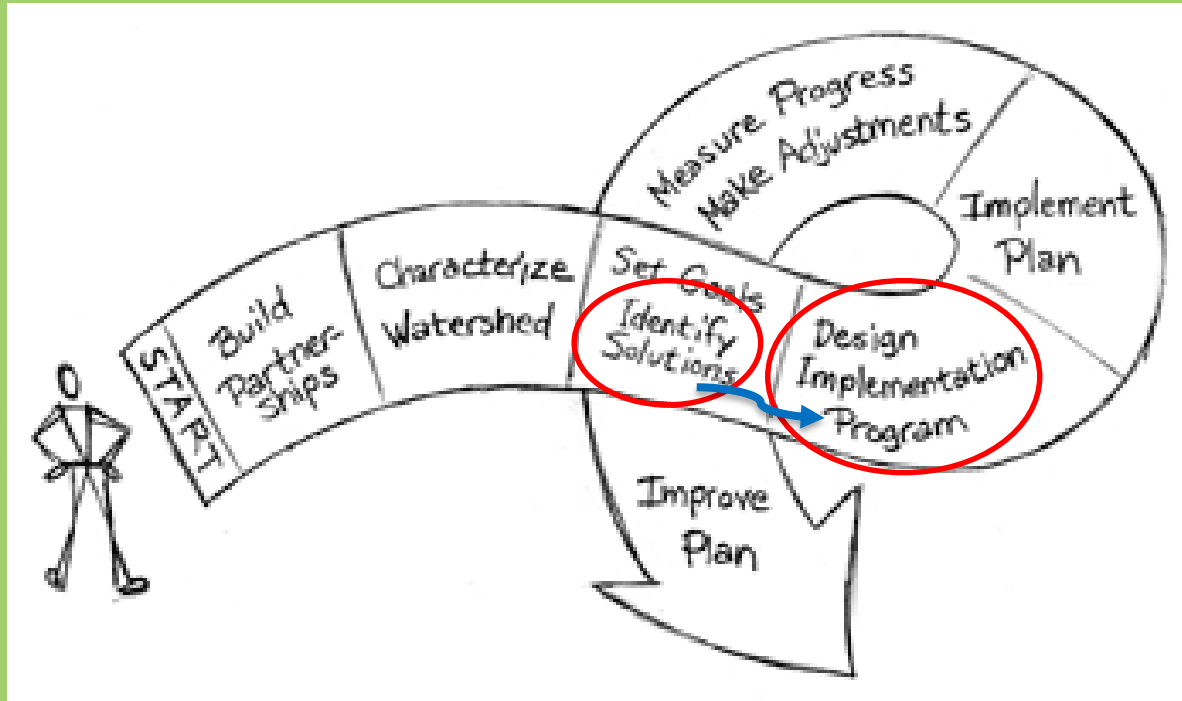 START
Build
Partner-
ships
Characterize
Watershed
Set Goals
Identify
Solutions
Design
Implementation
Program
Implement
Plan
Measure Progress
Make Adjustments
Improve
Plan